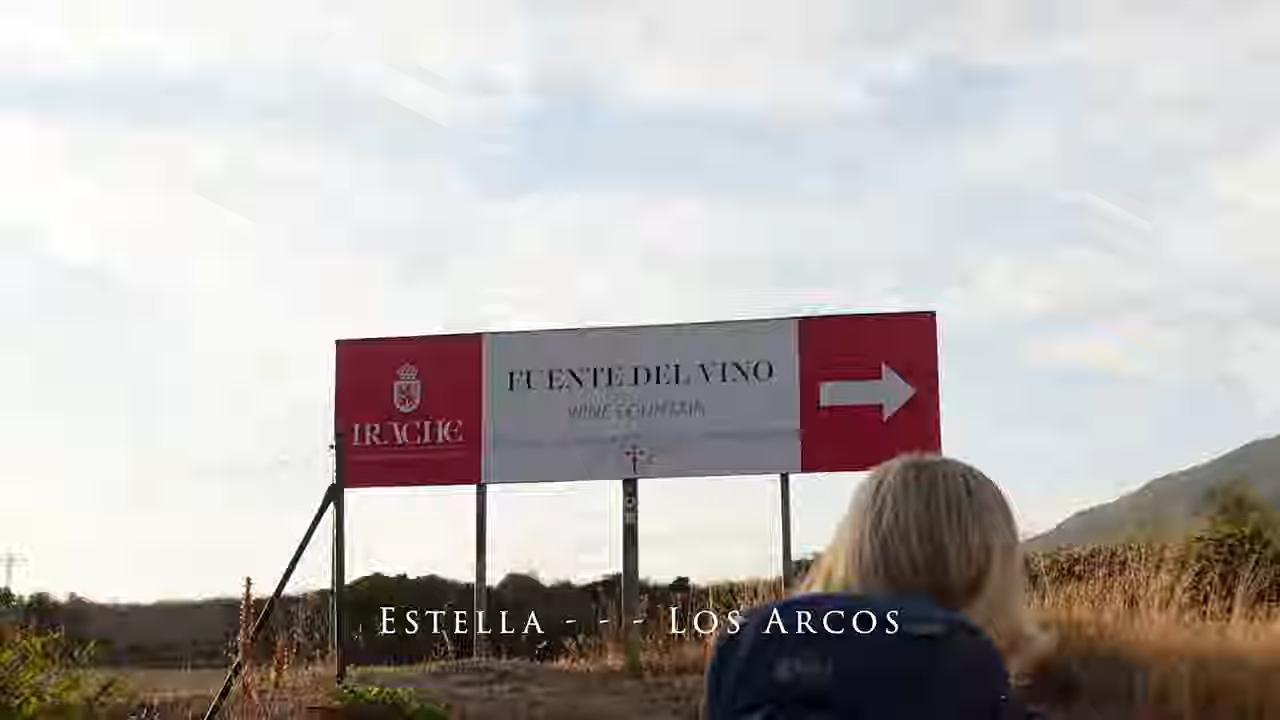 IRACHE
FUENTE DEL VINO
WINE FOUNTAIN
ESTELLA - - - LOS ARCOS